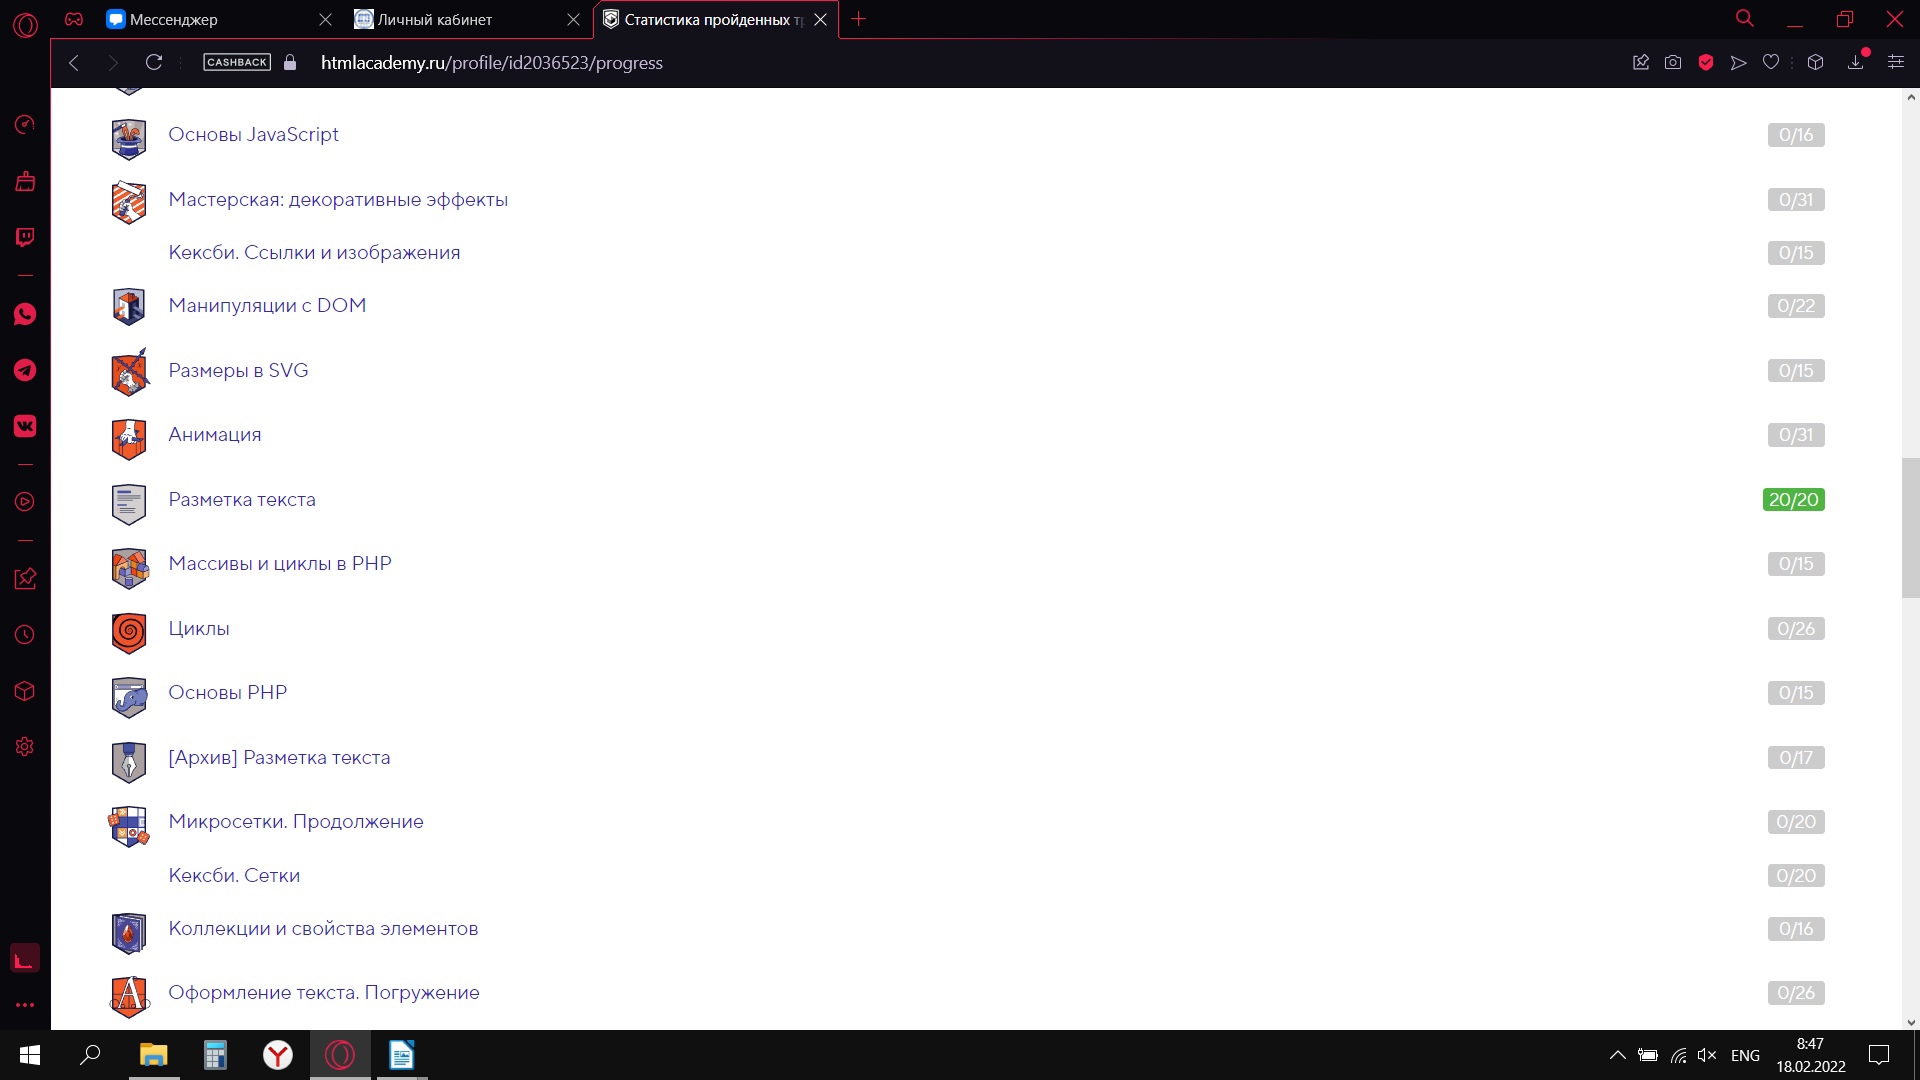 Мессенджер
Личный кабинет
Статистика пройденных
CASHBACK
htmlacademy.ru/profile/id2036523/progress
Основы JavaScript 0/16
Мастерская: декоративные эффекты 0/31
Кексби. Ссылки и изображения 0/15
Манипуляции с DOM 0/22
Размеры в SVG 0/15
Анимация 0/31
Разметка текста 20/20
Массивы и циклы в PHP 0/15
Циклы 0/26
Основы PHP 0/15
[Архив] Разметка текста 0/17
Микросетки. Продолжение 0/20
Кексби. Сетки 0/20
Коллекции и свойства элементов 0/16
Оформление текста. Погружение 0/26
ENG
8:47
18.02.2022